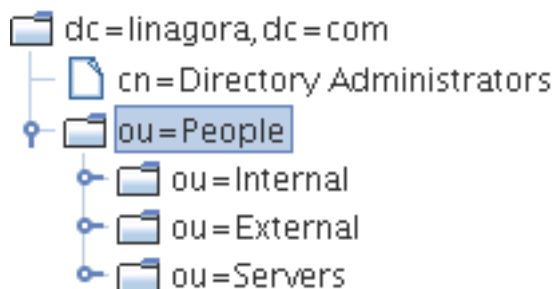 dc=linagora,dc=com
cn=Directory Administrators
ou=People
ou=Internal
ou=External
ou=Servers